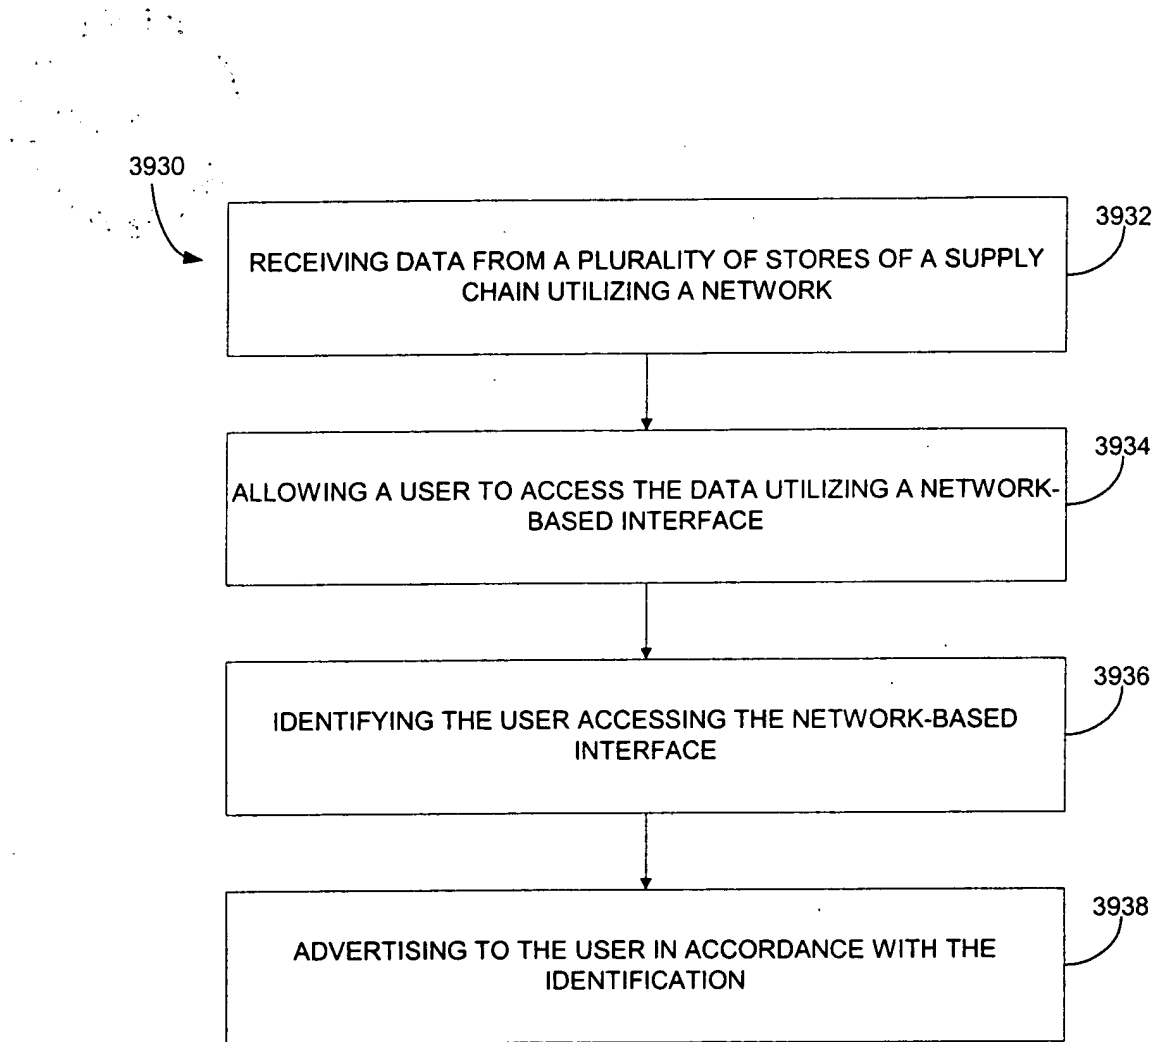 3930
3932
RECEIVING DATA FROM A PLURALITY OF STORES OF A SUPPLY
CHAIN UTILIZING A NETWORK
3934
ALLOWING A USER TO ACCESS THE DATA UTILIZING A NETWORK-
BASED INTERFACE
3936
IDENTIFYING THE USER ACCESSING THE NETWORK-BASED
INTERFACE
3938
ADVERTISING TO THE USER IN ACCORDANCE WITH THE
IDENTIFICATION